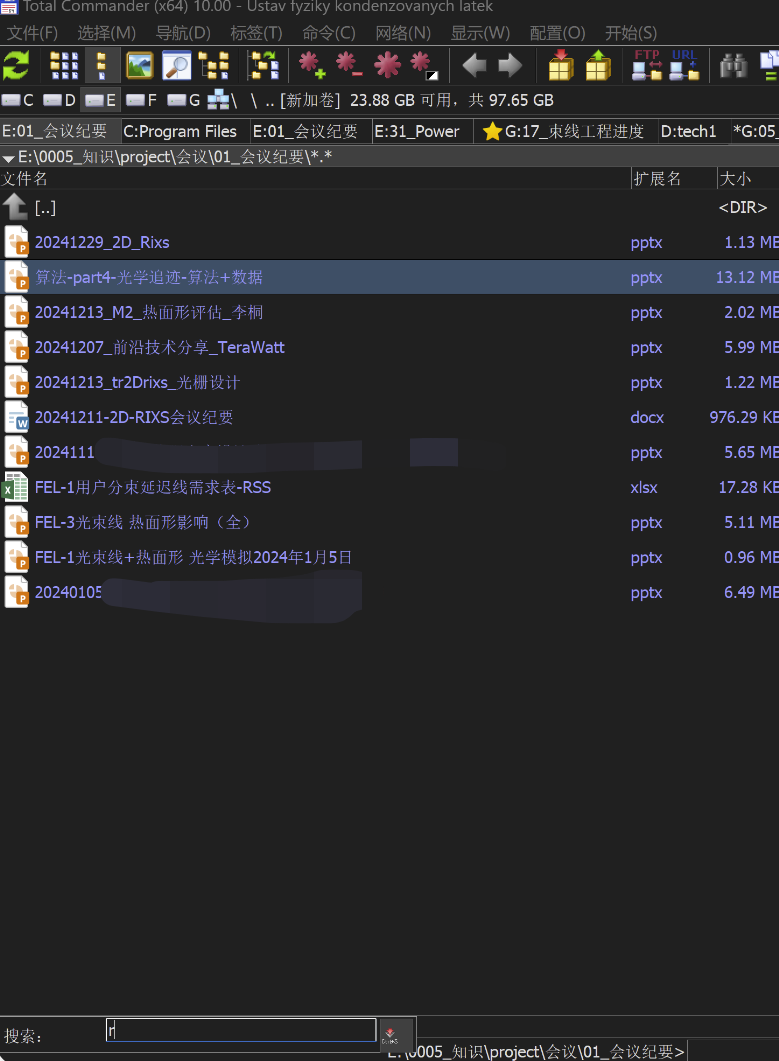 Total Commander (x64) 10.00 - Ustav fyziky kondenzovanych latek
文件(F) 选择(M) 导航(D) 标签(T) 命令(C) 网络(N) 显示(W) 配置(O) 开始(S)
FTP URL
C D E F G \ \ .. [新加卷] 23.88 GB 可用，共 97.65 GB
E:01_会议纪要 C:Program Files E:01_会议纪要 E:31_Power G:17_束线工程进度 D:tech1 *G:05_
E:\0005_知识\project\会议\01_会议纪要\*.*
文件名 扩展名 大小
[..] <DIR>
20241229_2D_Rixs pptx 1.13 MB
算法-part4-光学追迹-算法+数据 pptx 13.12 MB
20241213_M2_热面形评估_李桐 pptx 2.02 MB
20241207_前沿技术分享_TeraWatt pptx 5.99 MB
20241213_tr2Drixs_光栅设计 pptx 1.22 MB
20241211-2D-RIXS会议纪要 docx 976.29 KB
2024111 pptx 5.65 MB
FEL-1用户分束延迟线需求表-RSS xlsx 17.28 KB
FEL-3光束线 热面形影响（全） pptx 5.11 MB
FEL-1光束线+热面形 光学模拟2024年1月5日 pptx 0.96 MB
20240105 pptx 6.49 MB
搜索: r
E:\0005_知识\project\会议\01_会议纪要>